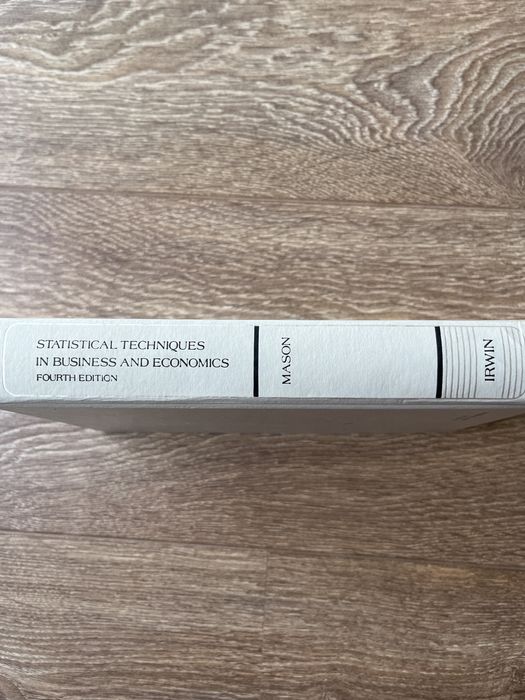 STATISTICAL TECHNIQUES
IN BUSINESS AND ECONOMICS
FOURTH EDITION
MASON
IRWIN